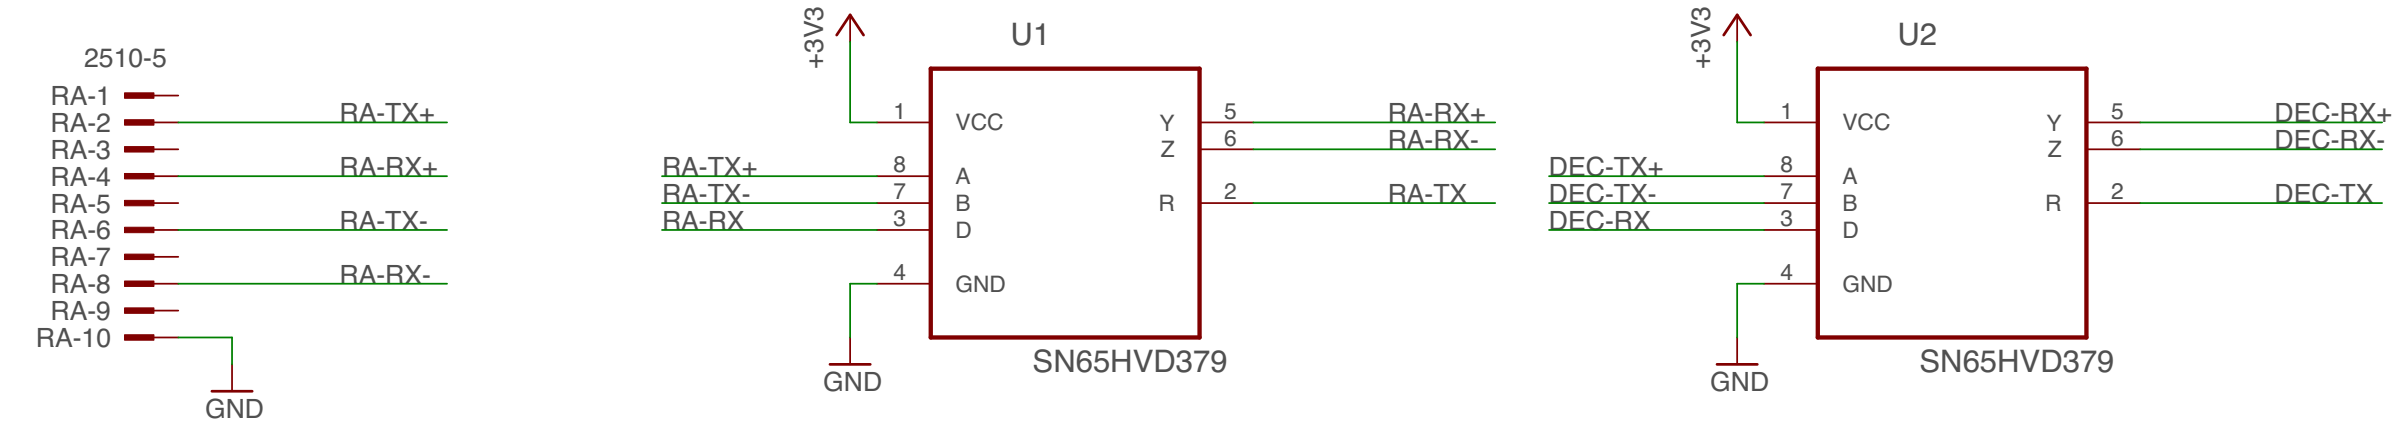 2510-5
RA-1
RA-2 RA-TX+
RA-3
RA-4 RA-RX+
RA-5
RA-6 RA-TX-
RA-7
RA-8 RA-RX-
RA-9
RA-10
GND
+3V3
U1
1 VCC Y 5 RA-RX+
Z 6 RA-RX-
RA-TX+ 8 A
RA-TX- 7 B R 2 RA-TX
RA-RX 3 D
4 GND
SN65HVD379
GND
+3V3
U2
1 VCC Y 5 DEC-RX+
Z 6 DEC-RX-
DEC-TX+ 8 A
DEC-TX- 7 B R 2 DEC-TX
DEC-RX 3 D
4 GND
SN65HVD379
GND